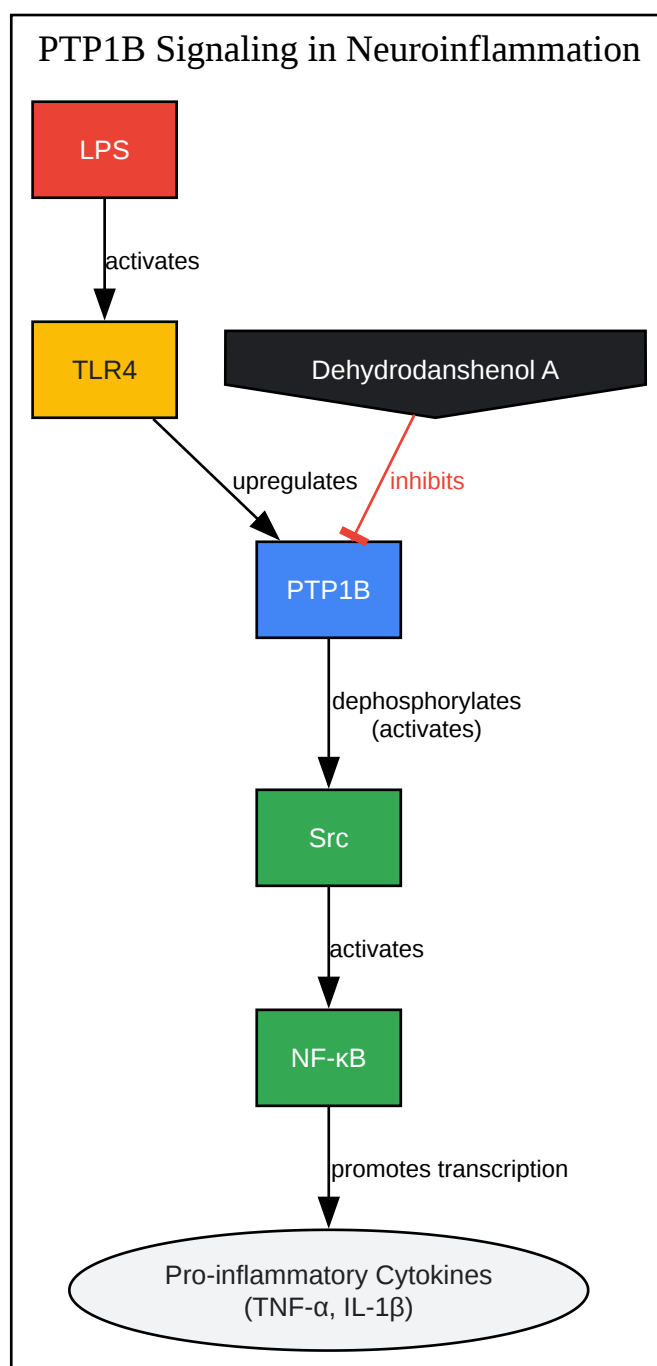 PTP1B Signaling in Neuroinflammation
LPS
activates
TLR4
Dehydrodanshenol A
upregulates
inhibits
PTP1B
dephosphorylates
(activates)
Src
activates
NF-κB
promotes transcription
Pro-inflammatory Cytokines
(TNF-α, IL-1β)